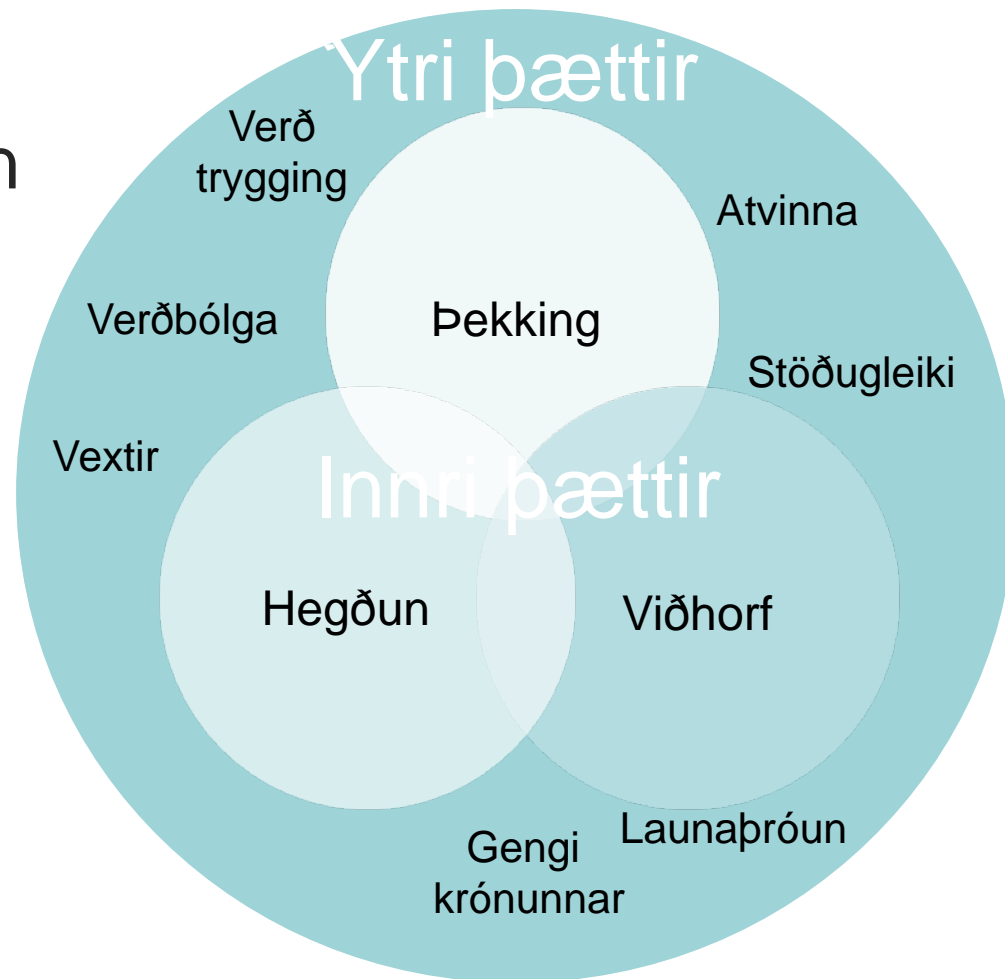 Ytri þættir
Verð
trygging
Atvinna
Verðbólga
Þekking
Stöðugleiki
Vextir
Innri þættir
Hegðun
Viðhorf
Launaþróun
Gengi
krónunnar